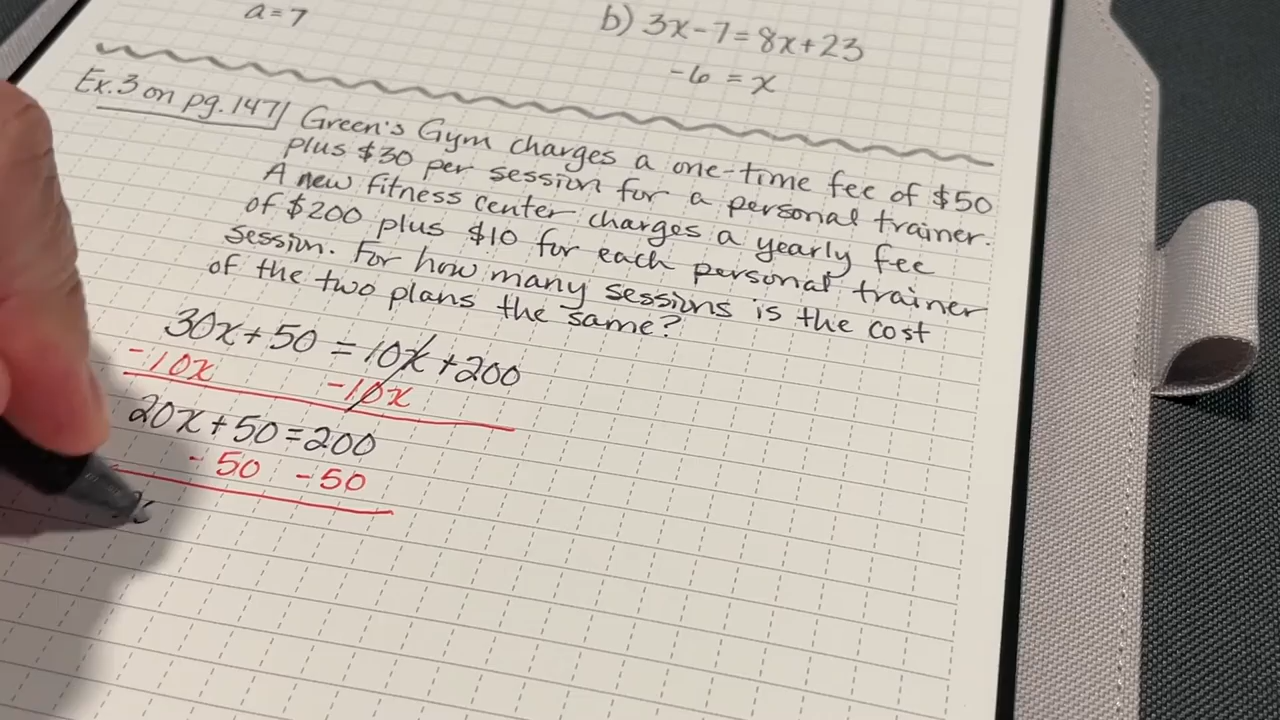 a=7
b) 3x-7=8x+23
-6=x
Ex.3 on pg.147
Green's Gym charges a one-time fee of $50
plus $30 per session for a personal trainer.
A new fitness center charges a yearly fee
of $200 plus $10 for each personal trainer
session. For how many sessions is the cost
of the two plans the same?
30x+50=10x+200
-10x -10x
20x+50=200
-50 -50